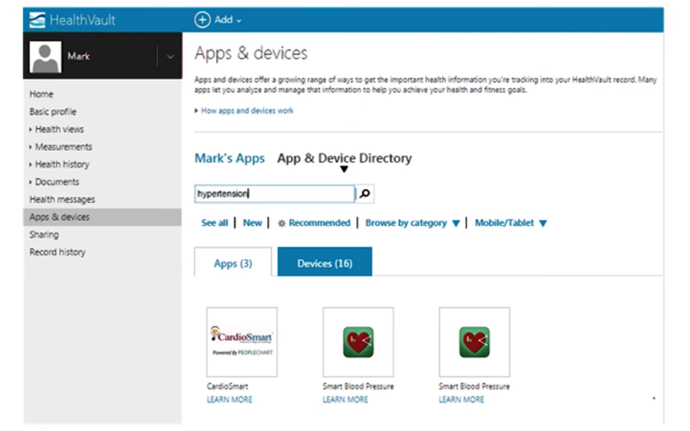 HealthVault
Add
Mark
Apps & devices
Apps and devices offer a growing range of ways to get the important health information you're tracking into your HealthVault record. Many
apps let you analyze and manage that information to help you achieve your health and fitness goals.
How apps and devices work
Home
Basic profile
Health views
Measurements
Health history
Documents
Health messages
Apps & devices
Sharing
Record history
Mark's Apps App & Device Directory
hypertension
See all | New | Recommended | Browse by category ▼ | Mobile/Tablet ▼
Apps (3) Devices (16)
CardioSmart
Powered By PEOPLECHART
CardioSmart Smart Blood Pressure Smart Blood Pressure
LEARN MORE LEARN MORE LEARN MORE